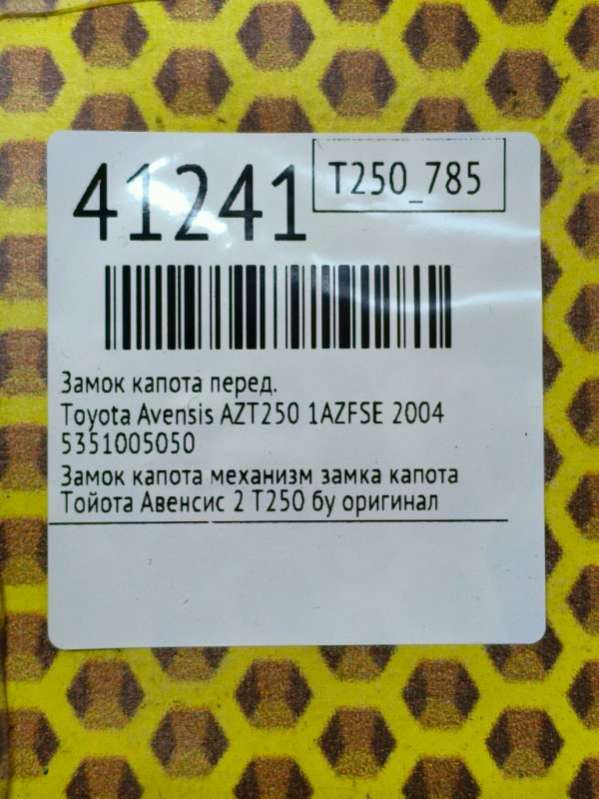 41241
T250_785
Замок капота перед.
Toyota Avensis AZT250 1AZFSE 2004
5351005050
Замок капота механизм замка капота
Тойота Авенсис 2 Т250 бу оригинал